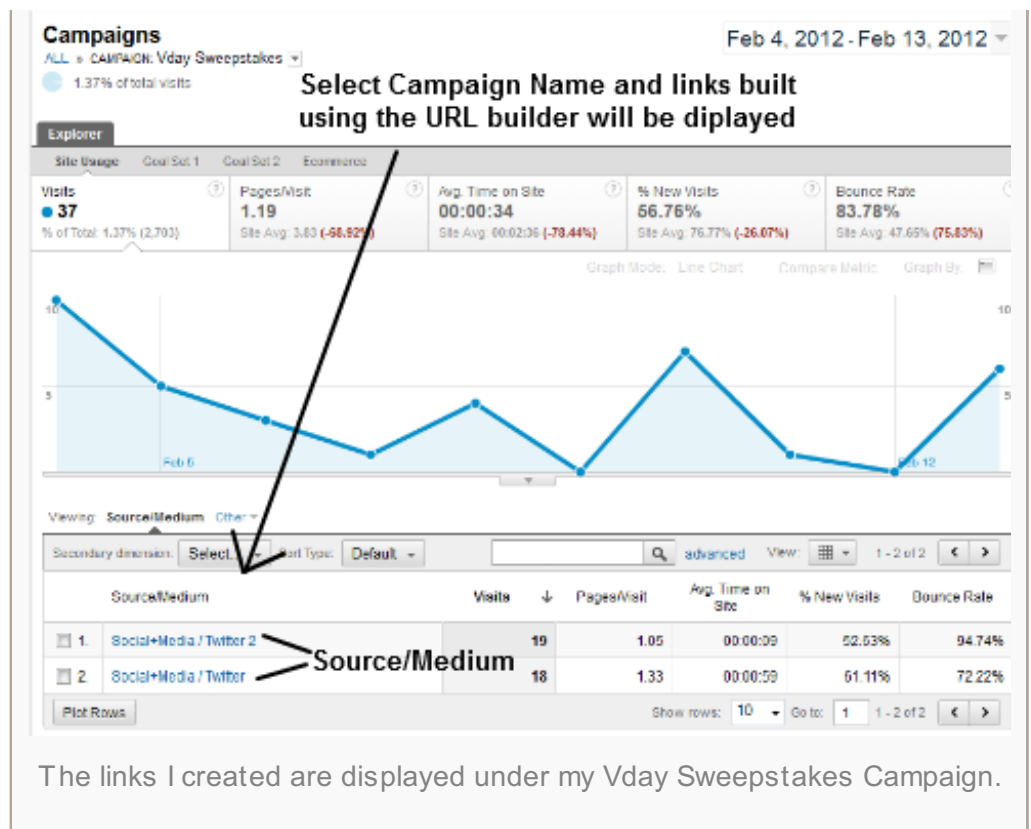 Campaigns
Feb 4, 2012 - Feb 13, 2012
ALL » CAMPAIGN: Vday Sweepstakes
1.37% of total visits
Select Campaign Name and links built
using the URL builder will be diplayed
Explorer
Site Usage Goal Set 1 Goal Set 2 Ecommerce
Visits ? Pages/Visit ? Avg. Time on Site ? % New Visits ? Bounce Rate ?
37 1.19 00:00:34 56.76% 83.78%
% of Total: 1.37% (2,703) Site Avg: 3.83 (-68.92%) Site Avg: 00:02:36 (-78.44%) Site Avg: 76.77% (-26.07%) Site Avg: 47.65% (75.83%)
Graph Mode: Line Chart Compare Metric Graph By:
10 10
5 5
Feb 5 Feb 12
Viewing: Source/Medium Other
Secondary dimension: Select... Sort Type: Default advanced View: 1 - 2 of 2
Source/Medium Visits ↓ Pages/Visit Avg. Time on Site % New Visits Bounce Rate
1. Social+Media / Twitter 2 19 1.05 00:00:09 52.63% 94.74%
Source/Medium
2. Social+Media / Twitter 18 1.33 00:00:59 61.11% 72.22%
Plot Rows Show rows: 10 Go to: 1 1 - 2 of 2
The links I created are displayed under my Vday Sweepstakes Campaign.